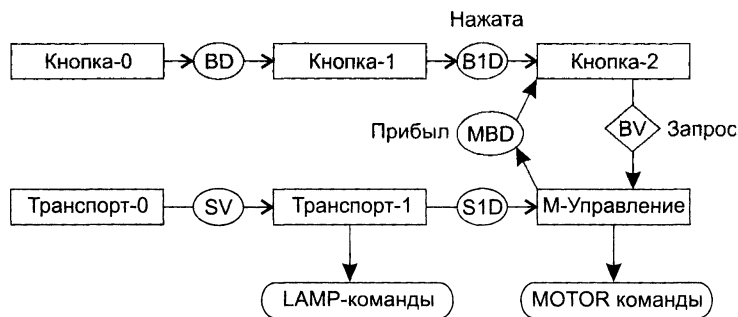 Нажата
Кнопка-0
BD
Кнопка-1
B1D
Кнопка-2
Прибыл
MBD
BV
Запрос
Транспорт-0
SV
Транспорт-1
S1D
М-Управление
LAMP-команды
MOTOR команды